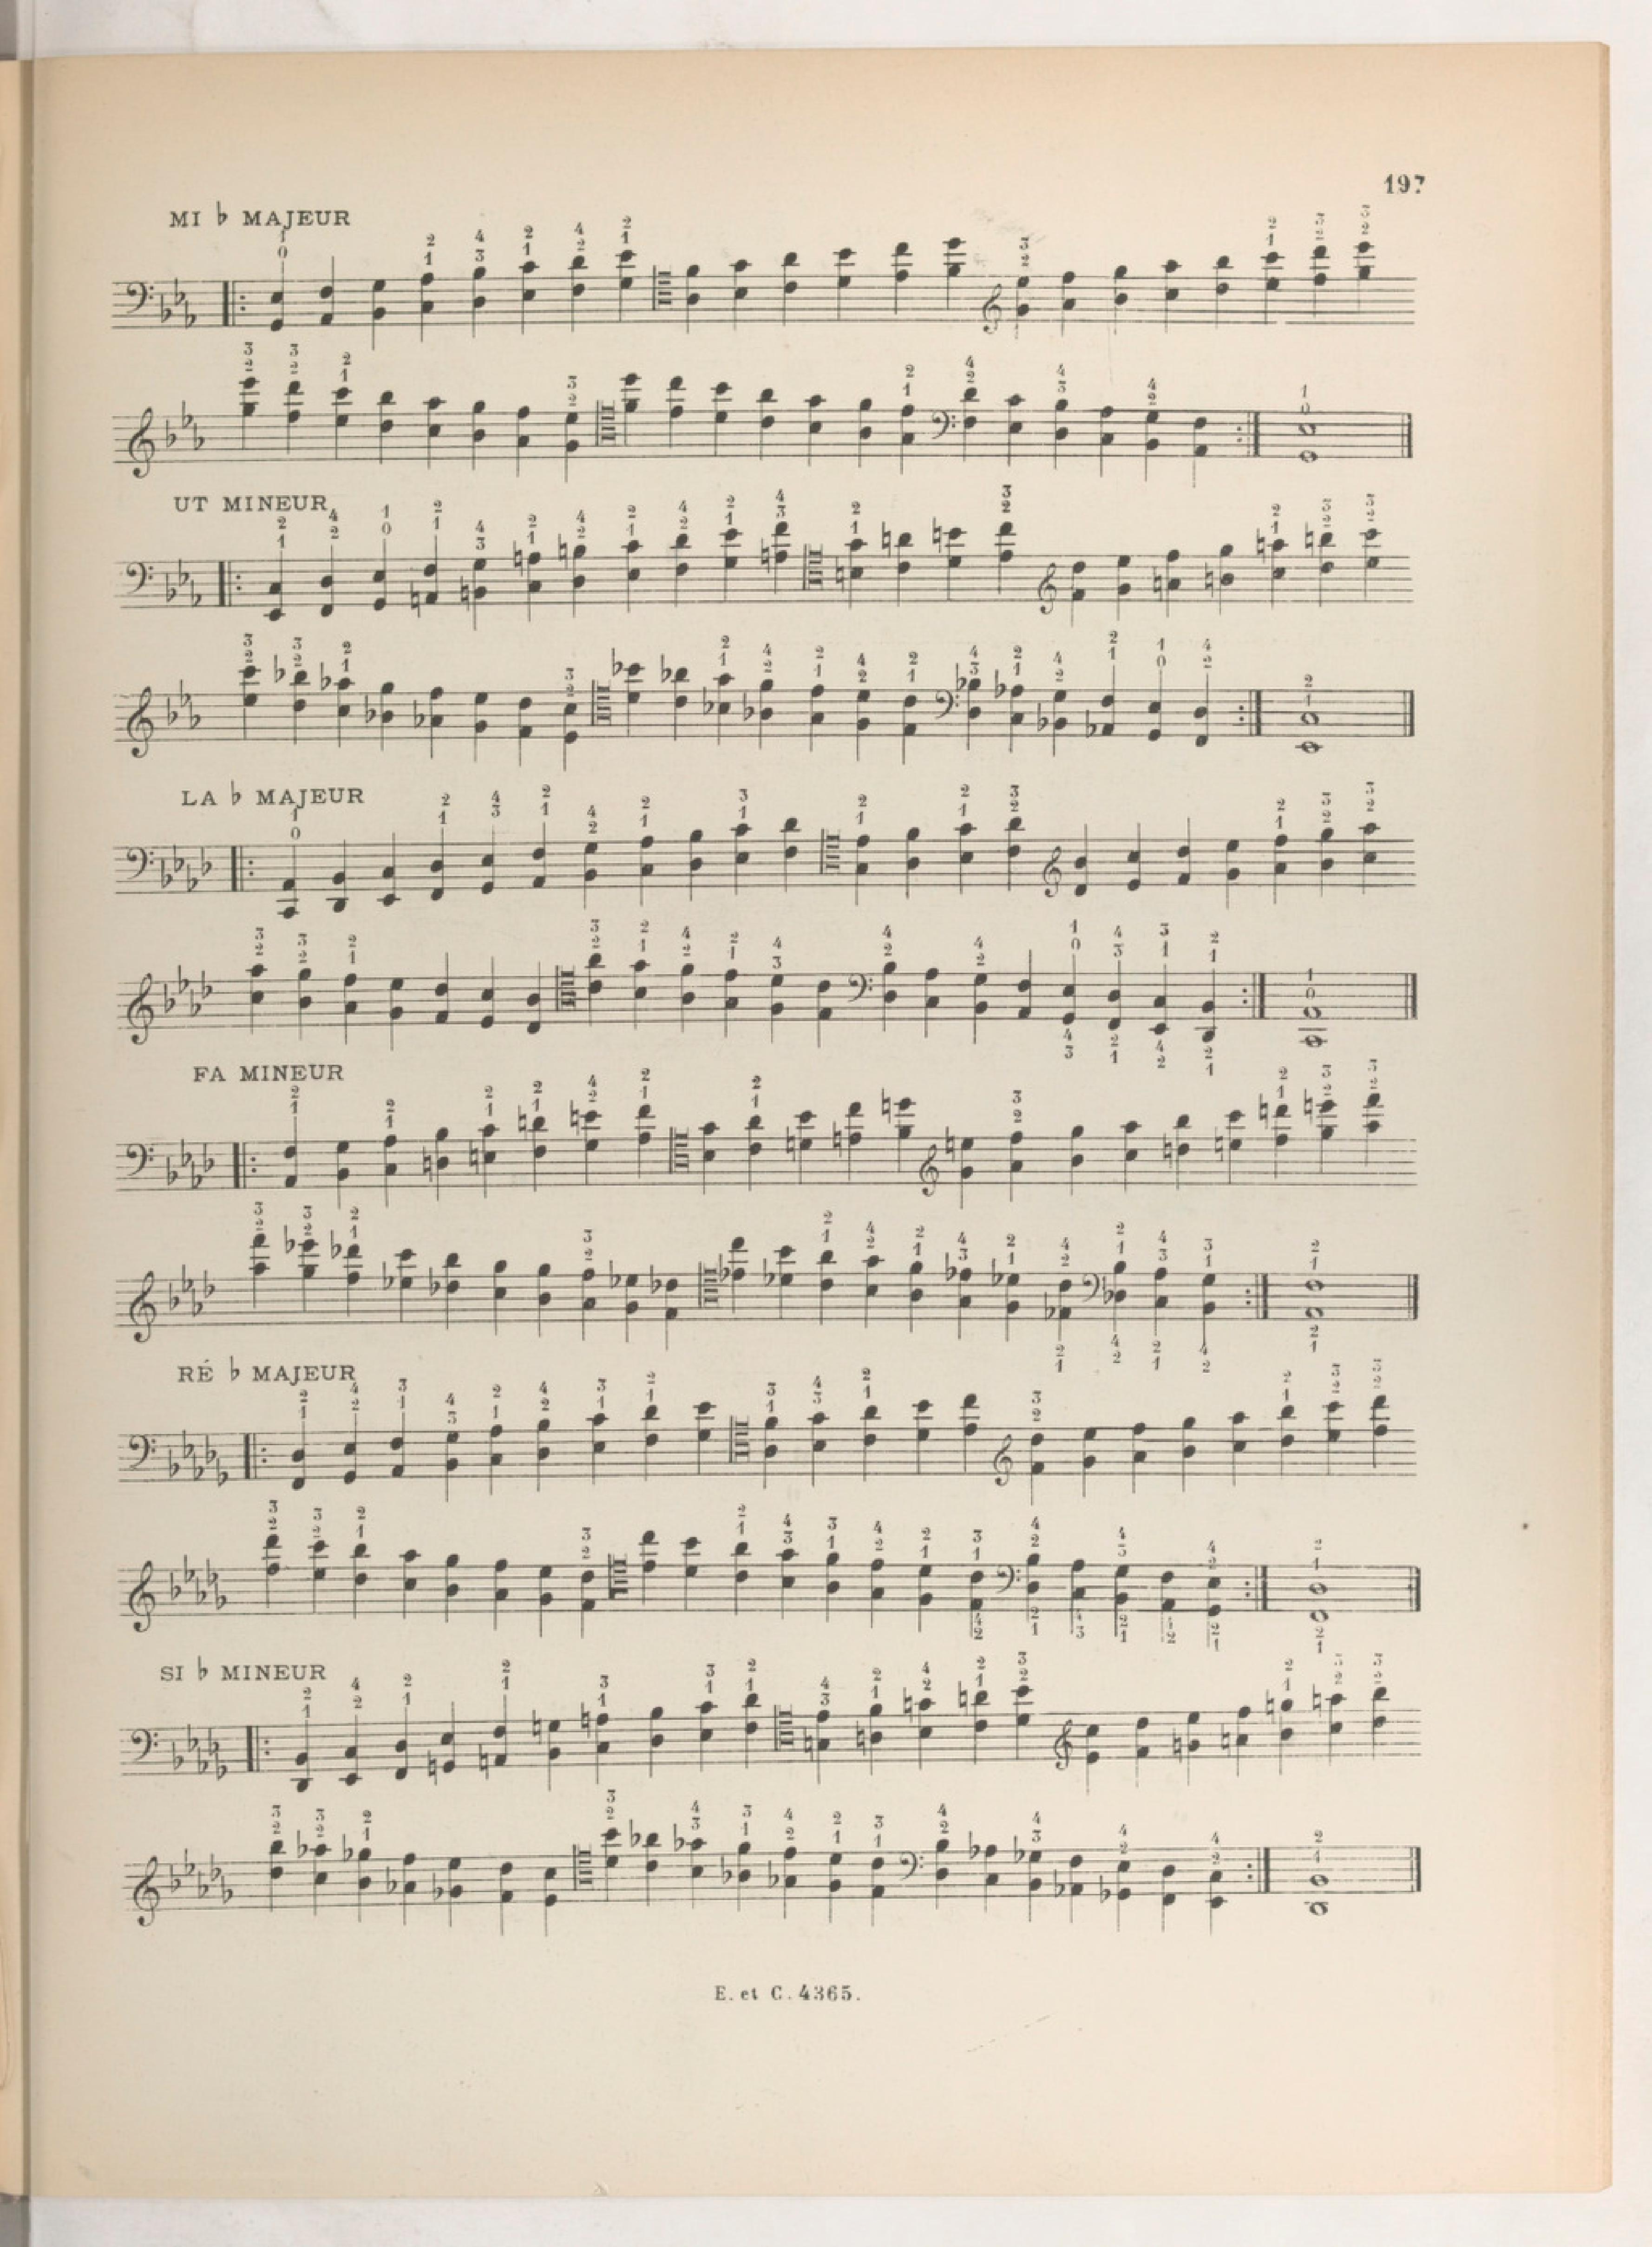 197
MI ♭ MAJEUR
UT MINEUR
LA ♭ MAJEUR
FA MINEUR
RÉ ♭ MAJEUR
SI ♭ MINEUR
E. et C. 4365.